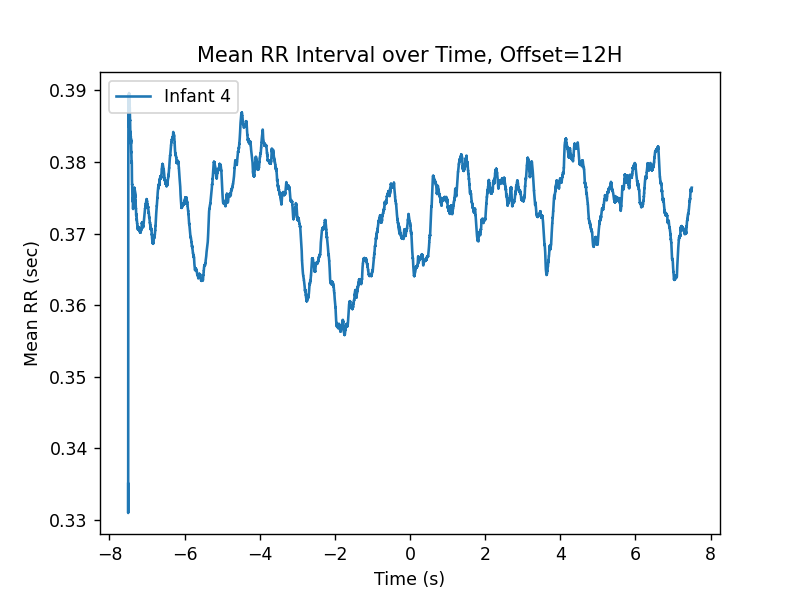 Mean RR Interval over Time, Offset=12H
Infant 4
0.39
0.38
0.37
0.36
0.35
0.34
0.33
Mean RR (sec)
−8 −6 −4 −2 0 2 4 6 8
Time (s)